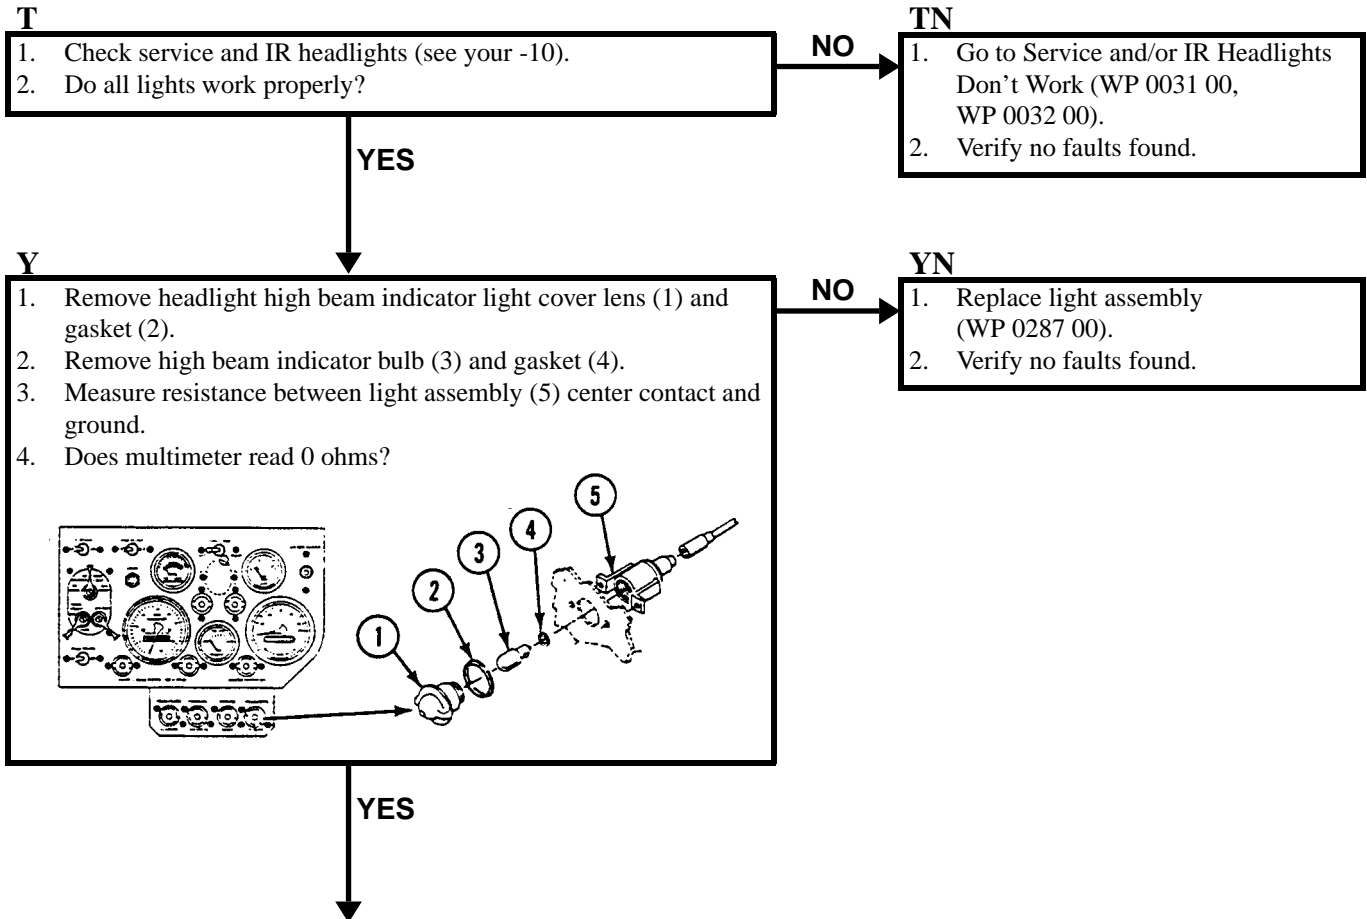 T
1. Check service and IR headlights (see your -10).
2. Do all lights work properly?
NO
TN
1. Go to Service and/or IR Headlights
Don't Work (WP 0031 00,
WP 0032 00).
2. Verify no faults found.
YES
Y
1. Remove headlight high beam indicator light cover lens (1) and
gasket (2).
2. Remove high beam indicator bulb (3) and gasket (4).
3. Measure resistance between light assembly (5) center contact and
ground.
4. Does multimeter read 0 ohms?
NO
YN
1. Replace light assembly
(WP 0287 00).
2. Verify no faults found.
5
4
3
2
1
YES